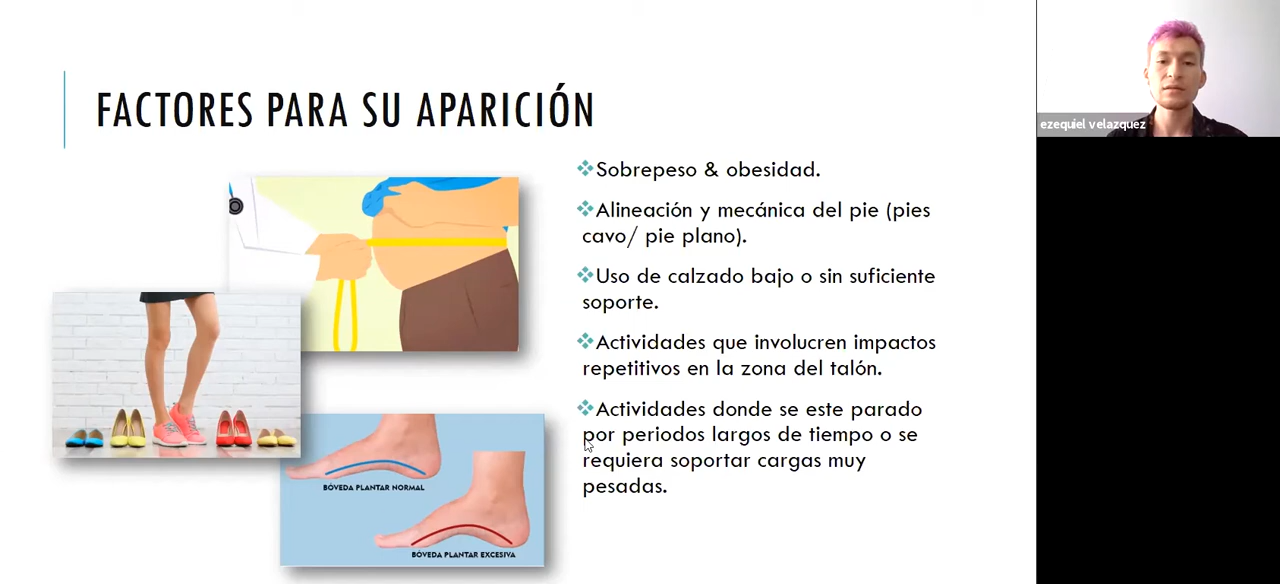 FACTORES PARA SU APARICIÓN
Sobrepeso & obesidad.
Alineación y mecánica del pie (pies
cavo/ pie plano).
Uso de calzado bajo o sin suficiente
soporte.
Actividades que involucren impactos
repetitivos en la zona del talón.
Actividades donde se este parado
por periodos largos de tiempo o se
requiera soportar cargas muy
pesadas.
BÓVEDA PLANTAR NORMAL
BÓVEDA PLANTAR EXCESIVA
ezequiel velazquez